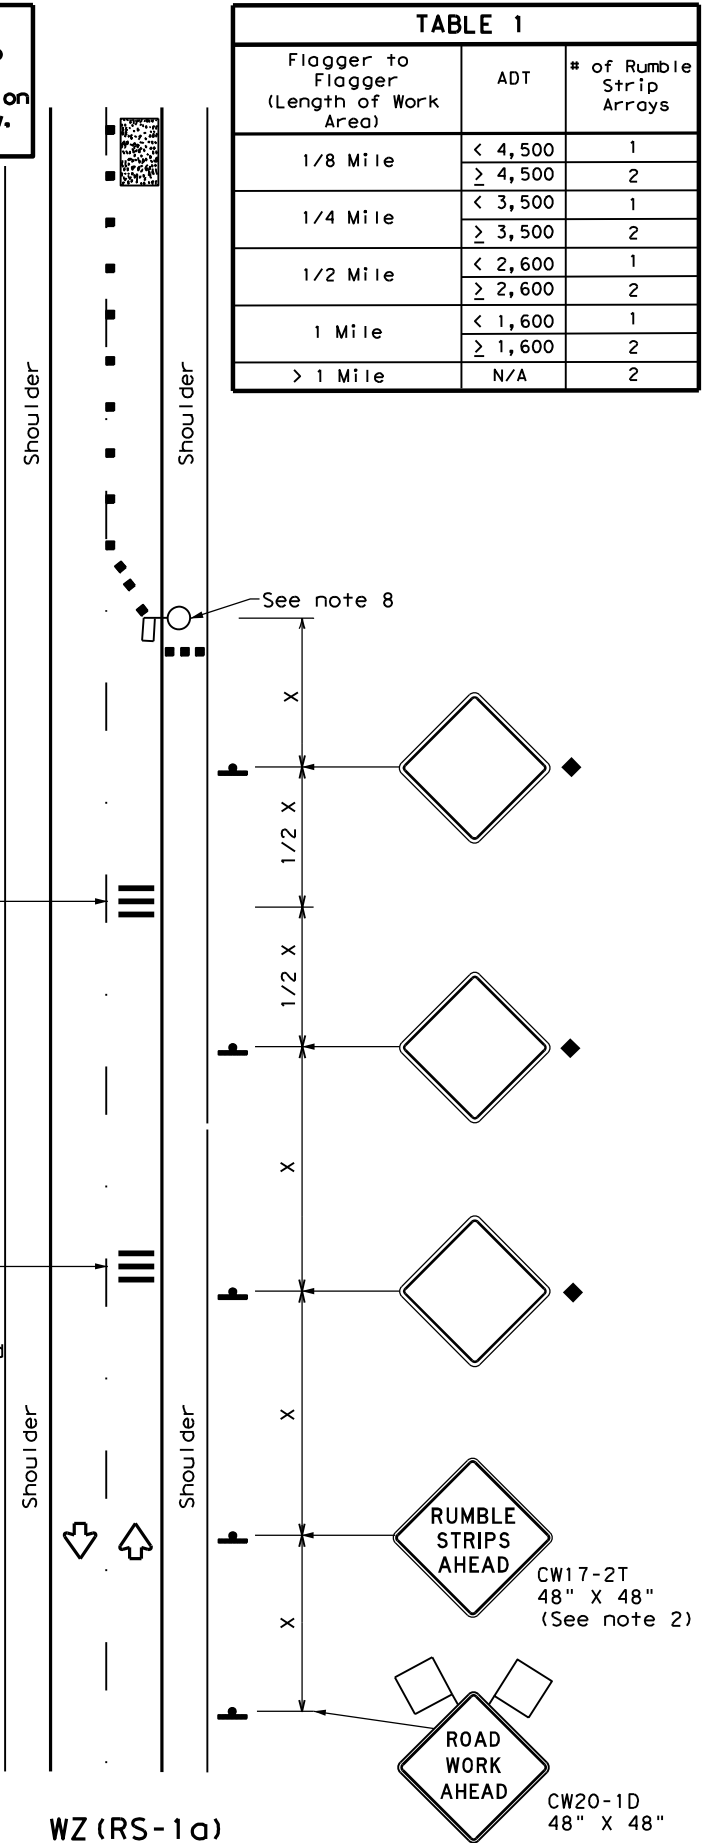 on
TABLE 1
Flagger to Flagger (Length of Work Area)
ADT
# of Rumble Strip Arrays
1/8 Mile
< 4,500
1
≥ 4,500
2
1/4 Mile
< 3,500
1
≥ 3,500
2
1/2 Mile
< 2,600
1
≥ 2,600
2
1 Mile
< 1,600
1
≥ 1,600
2
> 1 Mile
N/A
2
Shoulder
Shoulder
See note 8
X
1/2 X
1/2 X
X
X
X
Shoulder
Shoulder
RUMBLE
STRIPS
AHEAD
CW17-2T
48" X 48"
(See note 2)
ROAD
WORK
AHEAD
CW20-1D
48" X 48"
WZ(RS-1a)